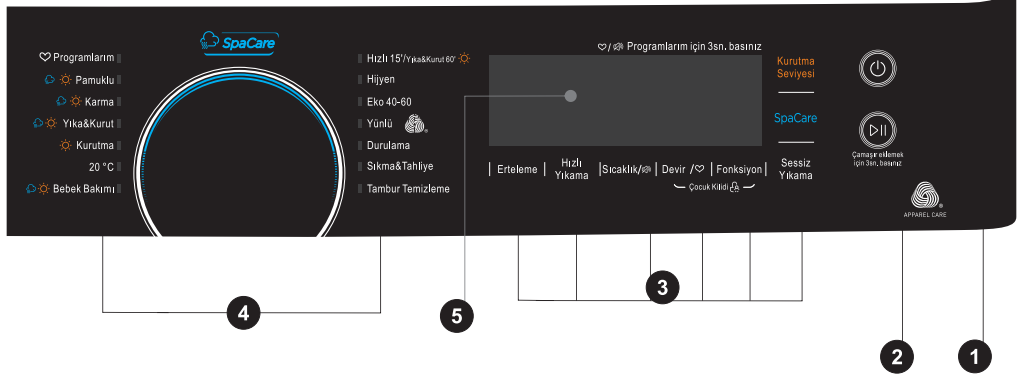 SpaCare
Programlarım
Pamuklu
Karma
Yıka&Kurut
Kurutma
20 °C
Bebek Bakımı
Hızlı 15'/Yıka&Kurut 60'
Hijyen
Eko 40-60
Yünlü
Durulama
Sıkma&Tahliye
Tambur Temizleme
/ Programlarım için 3sn. basınız
Kurutma
Seviyesi
SpaCare
Sessiz
Yıkama
Erteleme
Hızlı
Yıkama
Sıcaklık/
Devir /
Fonksiyon
Çocuk Kilidi
Çamaşır eklemek
için 3sn. basınız
APPAREL CARE
4
5
3
2
1